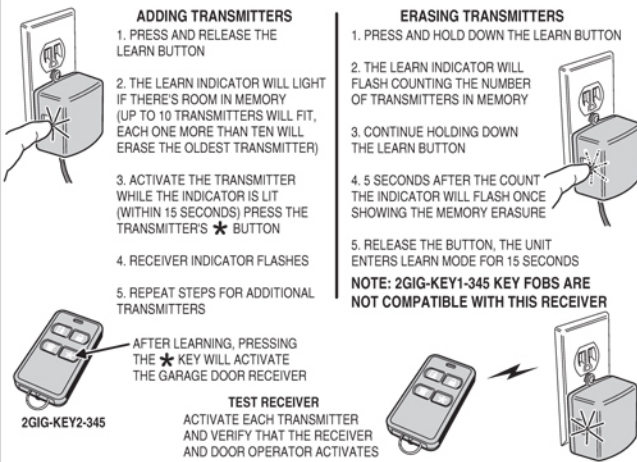 ADDING TRANSMITTERS
1. PRESS AND RELEASE THE
LEARN BUTTON
2. THE LEARN INDICATOR WILL LIGHT
IF THERE'S ROOM IN MEMORY
(UP TO 10 TRANSMITTERS WILL FIT,
EACH ONE MORE THAN TEN WILL
ERASE THE OLDEST TRANSMITTER)
3. ACTIVATE THE TRANSMITTER
WHILE THE INDICATOR IS LIT
(WITHIN 15 SECONDS) PRESS THE
TRANSMITTER'S * BUTTON
4. RECEIVER INDICATOR FLASHES
5. REPEAT STEPS FOR ADDITIONAL
TRANSMITTERS
AFTER LEARNING, PRESSING
THE * KEY WILL ACTIVATE
THE GARAGE DOOR RECEIVER
2GIG-KEY2-345
ERASING TRANSMITTERS
1. PRESS AND HOLD DOWN THE LEARN BUTTON
2. THE LEARN INDICATOR WILL
FLASH COUNTING THE NUMBER
OF TRANSMITTERS IN MEMORY
3. CONTINUE HOLDING DOWN
THE LEARN BUTTON
4. 5 SECONDS AFTER THE COUNT
THE INDICATOR WILL FLASH ONCE
SHOWING THE MEMORY ERASURE
5. RELEASE THE BUTTON, THE UNIT
ENTERS LEARN MODE FOR 15 SECONDS
NOTE: 2GIG-KEY1-345 KEY FOBS ARE
NOT COMPATIBLE WITH THIS RECEIVER
TEST RECEIVER
ACTIVATE EACH TRANSMITTER
AND VERIFY THAT THE RECEIVER
AND DOOR OPERATOR ACTIVATES